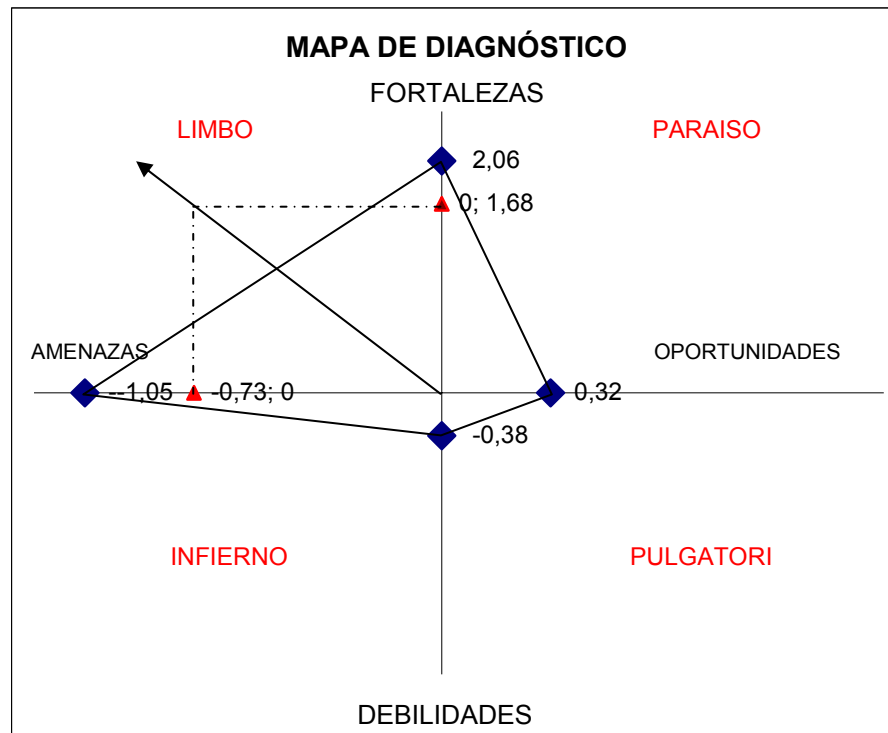 MAPA DE DIAGNÓSTICO
FORTALEZAS
LIMBO
PARAISO
2,06
0; 1,68
AMENAZAS
OPORTUNIDADES
--1,05
-0,73; 0
0,32
-0,38
INFIERNO
PULGATORI
DEBILIDADES